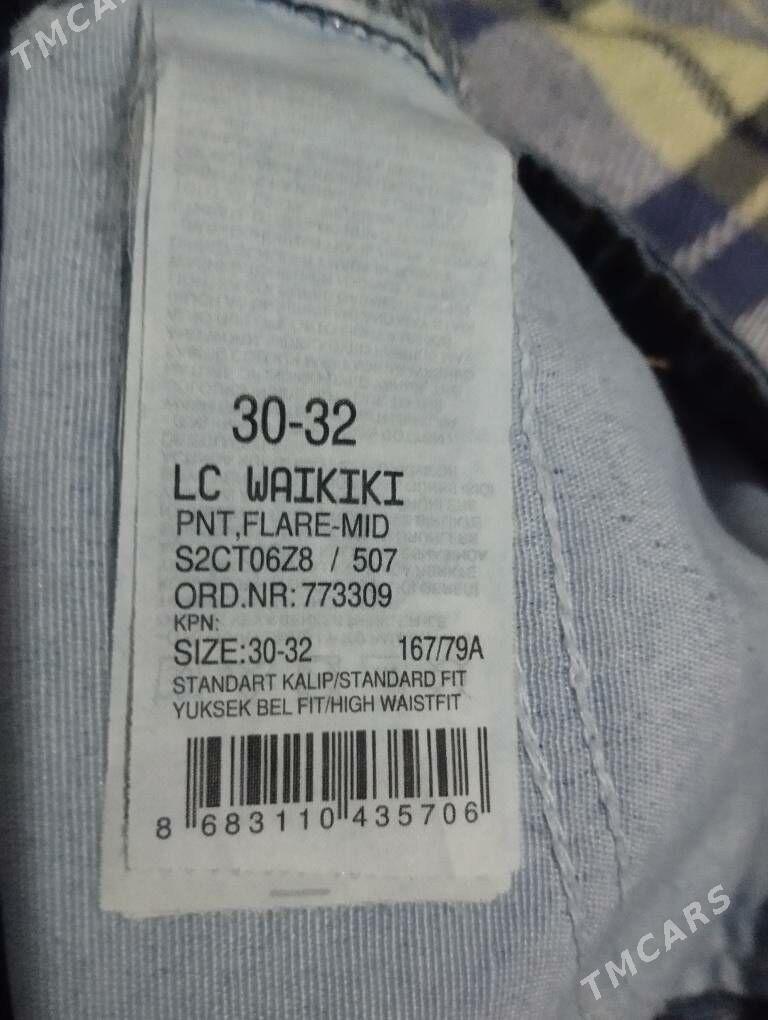 TMCARS
30-32
LC WAIKIKI
PNT,FLARE-MID
S2CT06Z8 / 507
ORD.NR: 773309
KPN:
SIZE:30-32 167/79A
STANDART KALIP/STANDARD FIT
YUKSEK BEL FIT/HIGH WAISTFIT
8 683110 435706
TMCARS